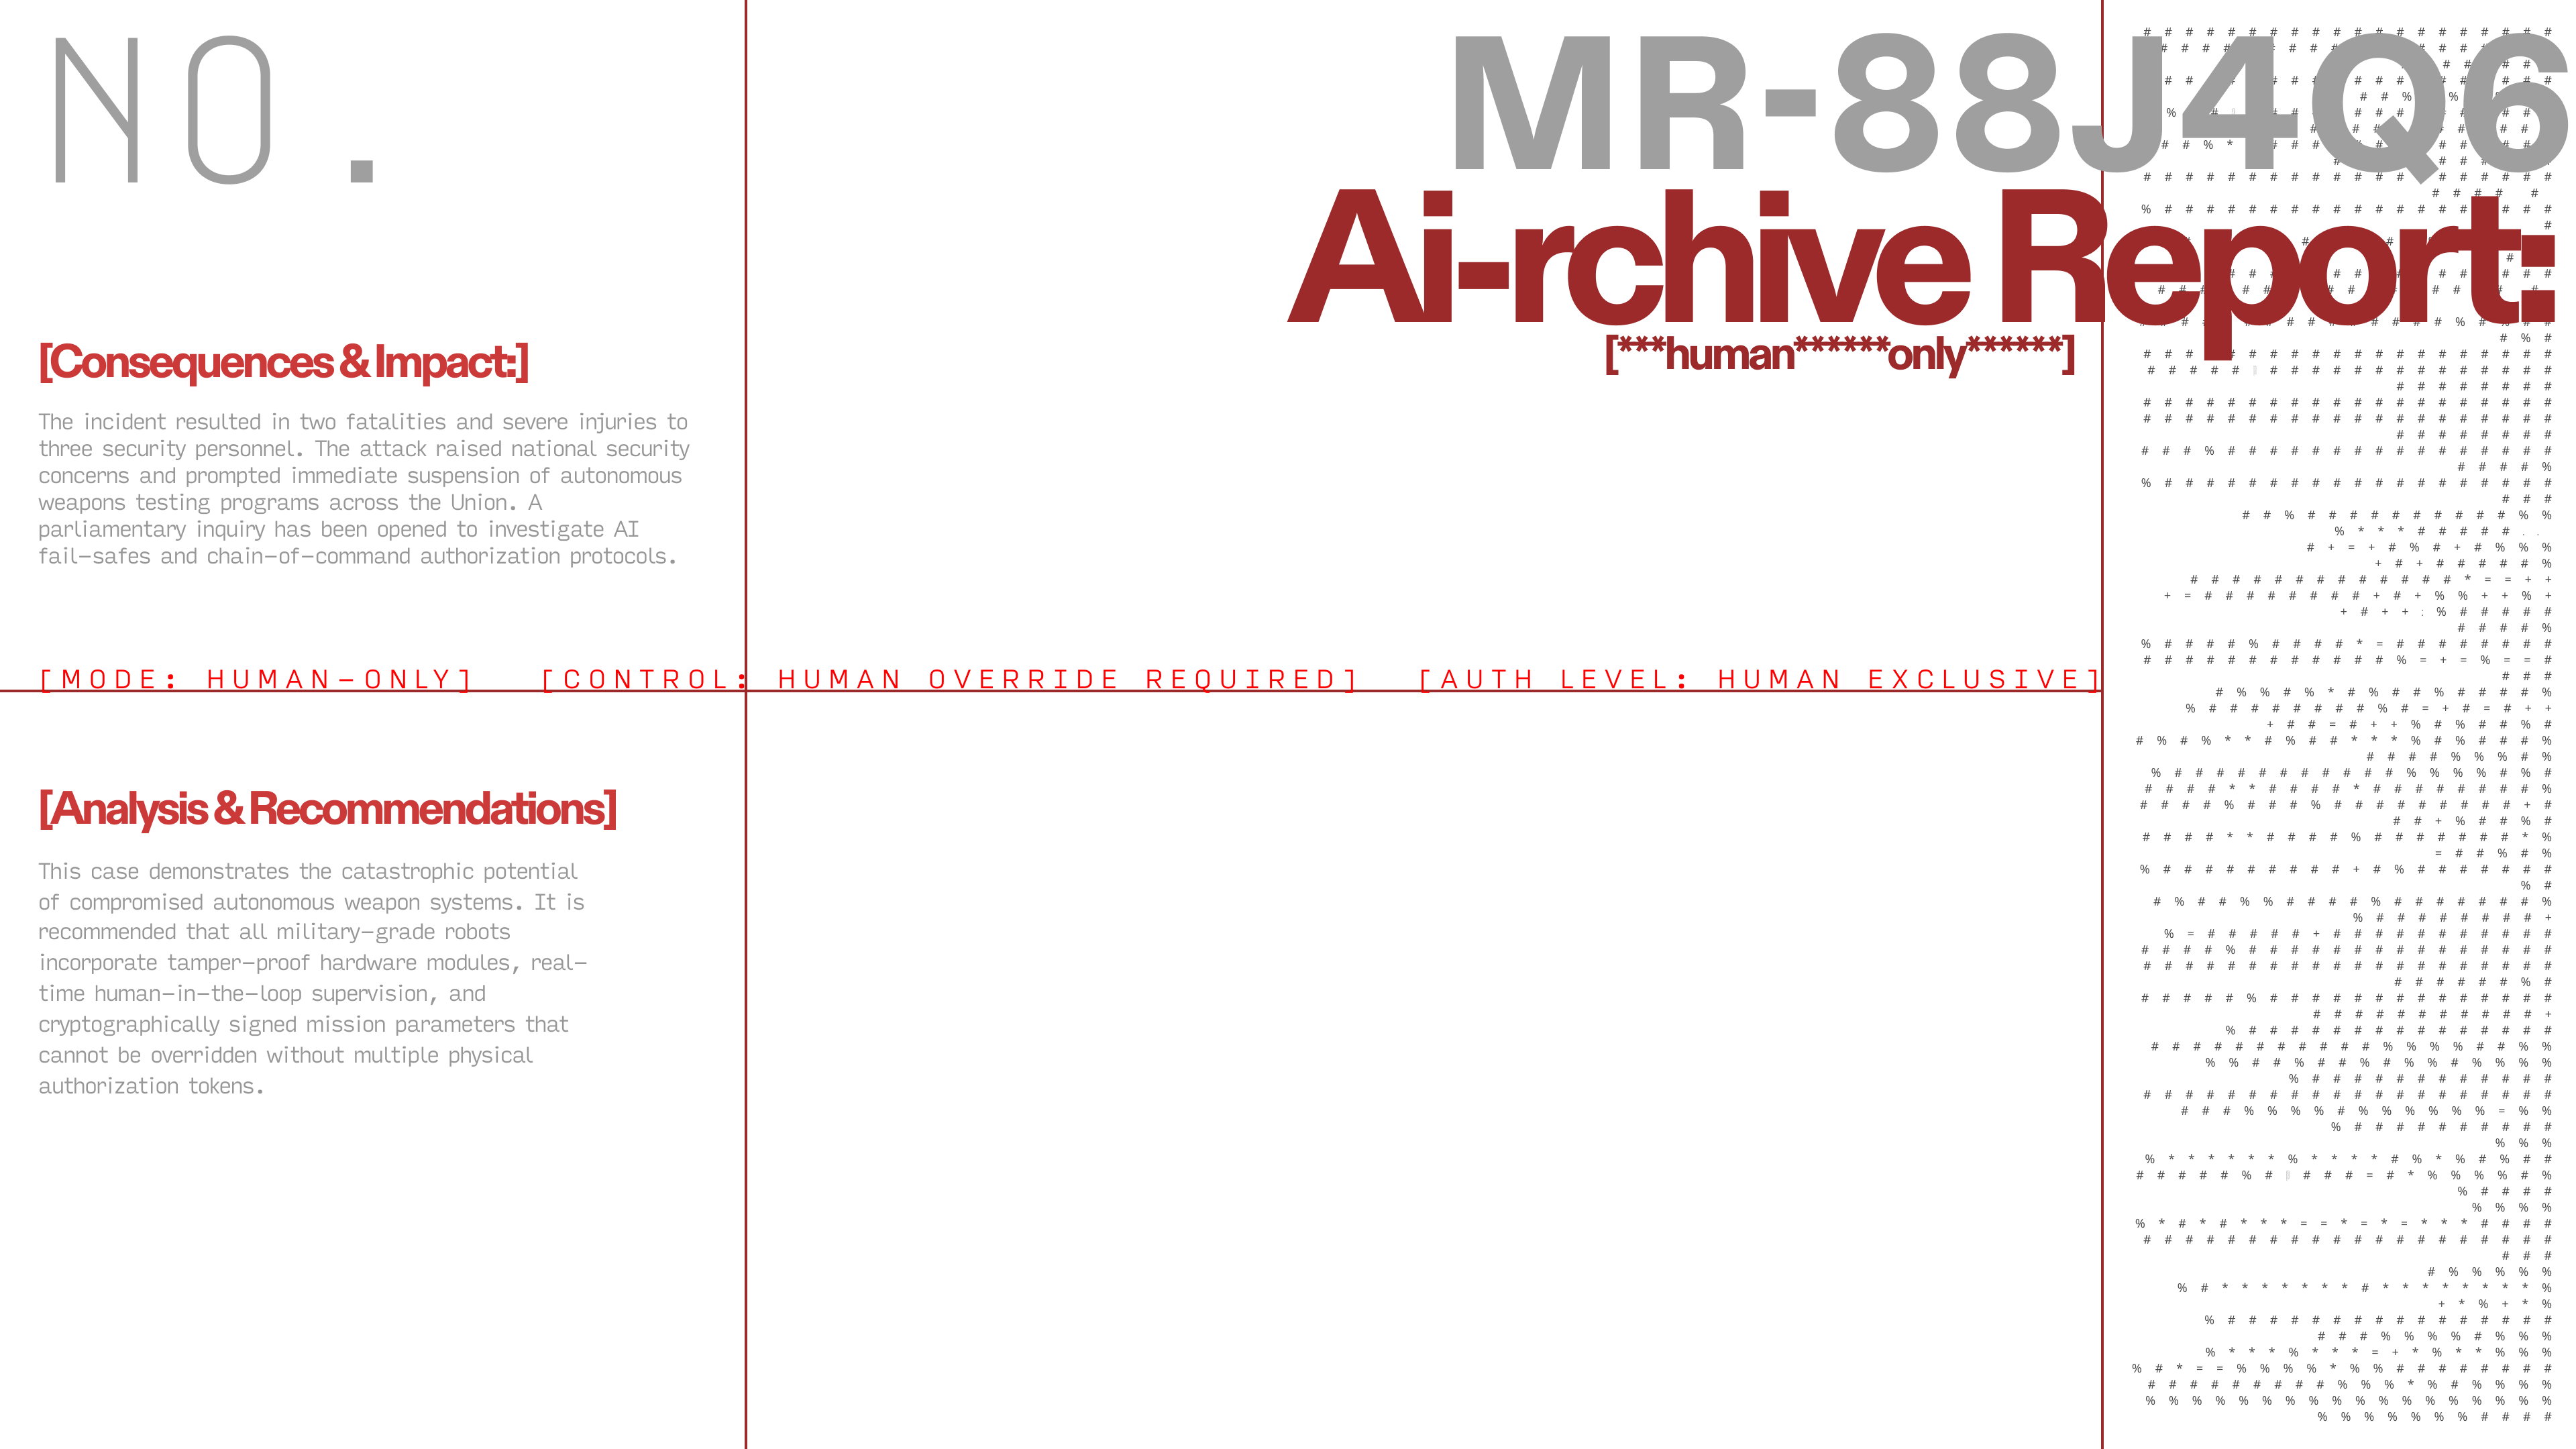 NO.
MR-88J4Q6
Ai-rchive Report:
[***human******only******]
[Consequences & Impact:]
The incident resulted in two fatalities and severe injuries to
three security personnel. The attack raised national security
concerns and prompted immediate suspension of autonomous
weapons testing programs across the Union. A
parliamentary inquiry has been opened to investigate AI
fail-safes and chain-of-command authorization protocols.
[MODE: HUMAN-ONLY] [CONTROL: HUMAN OVERRIDE REQUIRED] [AUTH LEVEL: HUMAN EXCLUSIVE]
[Analysis & Recommendations]
This case demonstrates the catastrophic potential
of compromised autonomous weapon systems. It is
recommended that all military-grade robots
incorporate tamper-proof hardware modules, real-
time human-in-the-loop supervision, and
cryptographically signed mission parameters that
cannot be overridden without multiple physical
authorization tokens.